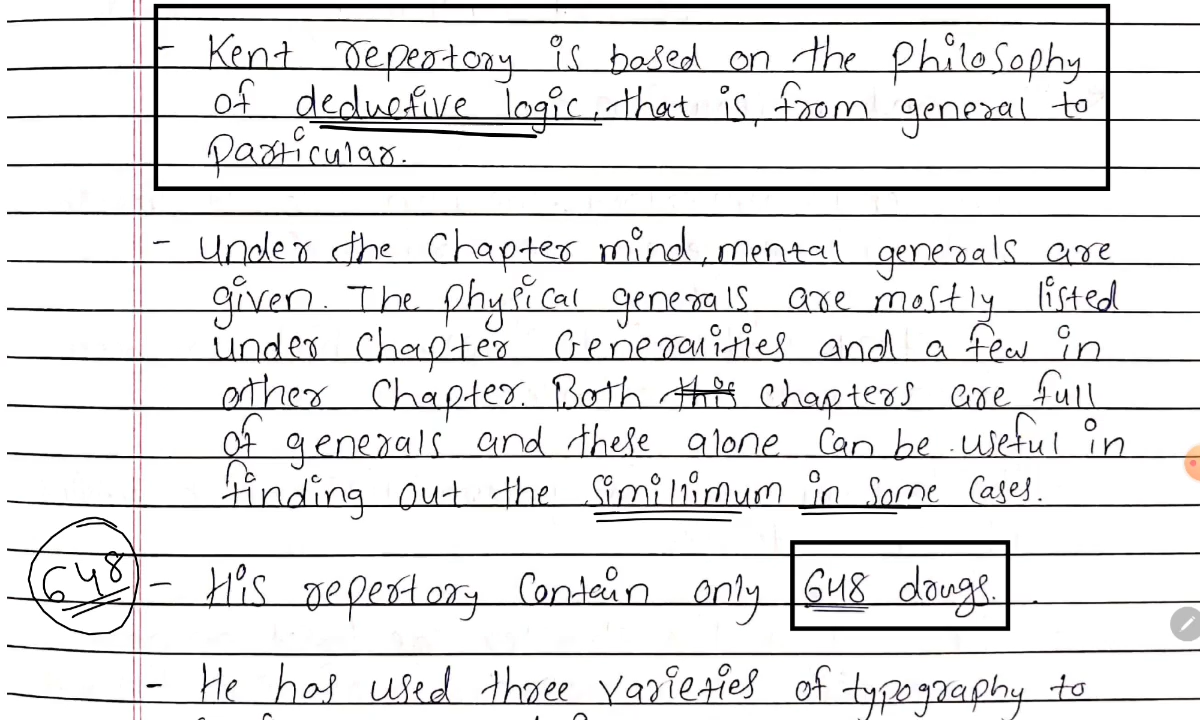 - Kent repertory is based on the philosophy
of deductive logic, that is, from general to
particular.
- Under the Chapter mind, mental generals are
given. The physical generals are mostly listed
under Chapter Generalities and a few in
other Chapter. Both this chapters are full
of generals and these alone can be useful in
finding out the similimum in some cases.
648
- His repertory Contain only 648 drugs.
- He has used three varieties of typography to